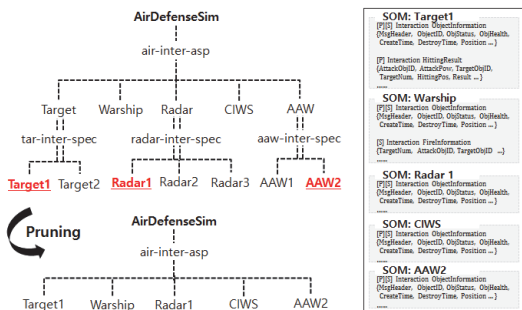 AirDefenseSim
air-inter-asp
Target Warship Radar CIWS AAW
tar-inter-spec radar-inter-spec aaw-inter-spec
Target1 Target2 Radar1 Radar2 Radar3 AAW1 AAW2
Pruning
AirDefenseSim
air-inter-asp
Target1 Warship Radar1 CIWS AAW2
SOM: Target1
[P][S] Interaction ObjectInformation
{MsgHeader, ObjectID, ObjStatus, ObjHealth,
CreateTime, DestroyTime, Position ...}
[P] Interaction HittingResult
{AttackObjID, AttackPow, TargetObjID,
TargetNum, HittingPos, Result ...}
......
SOM: Warship
[P][S] Interaction ObjectInformation
{MsgHeader, ObjectID, ObjStatus, ObjHealth,
CreateTime, DestroyTime, Position ...}
[S] Interaction FireInformation
{TargetNum, AttackObjID, TargetObjID ...}
......
SOM: Radar 1
[P][S] Interaction ObjectInformation
{MsgHeader, ObjectID, ObjStatus, ObjHealth,
CreateTime, DestroyTime, Position ...}
......
SOM: CIWS
[P][S] Interaction ObjectInformation
{MsgHeader, ObjectID, ObjStatus, ObjHealth,
CreateTime, DestroyTime, Position ...}
......
SOM: AAW2
[P][S] Interaction ObjectInformation
{MsgHeader, ObjectID, ObjStatus, ObjHealth,
CreateTime, DestroyTime, Position ...}
......